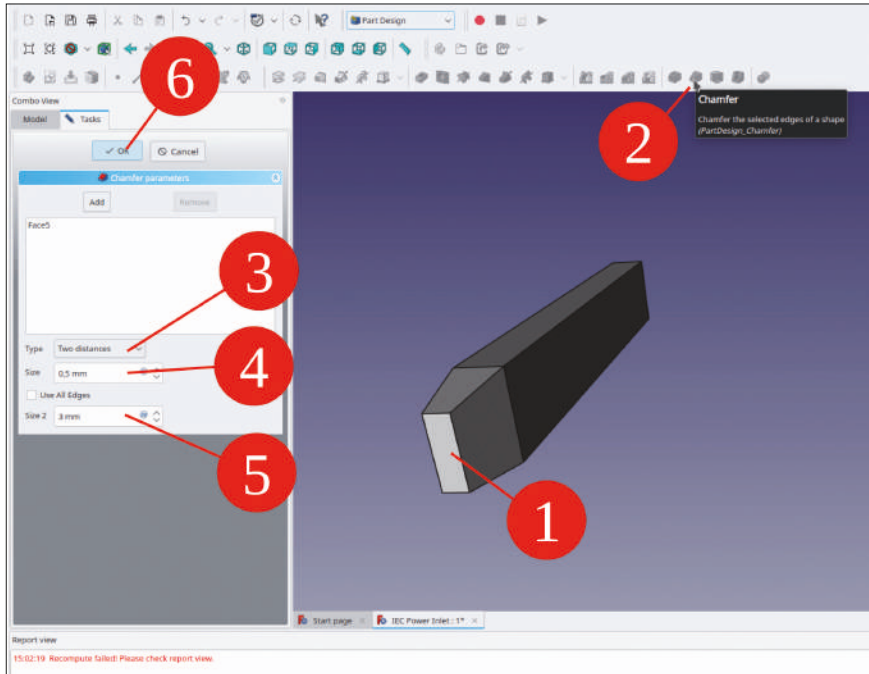 Part Design
6
Combo View
Model
Tasks
OK
Cancel
Chamfer
Chamfer the selected edges of a shape
(PartDesign_Chamfer)
2
Chamfer parameters
Add
Remove
Face5
3
Type
Two distances
4
Size
0,5 mm
Use All Edges
Size 2
3 mm
5
1
Start page
IEC Power Inlet : 1*
Report view
15:02:19 Recompute failed! Please check report view.